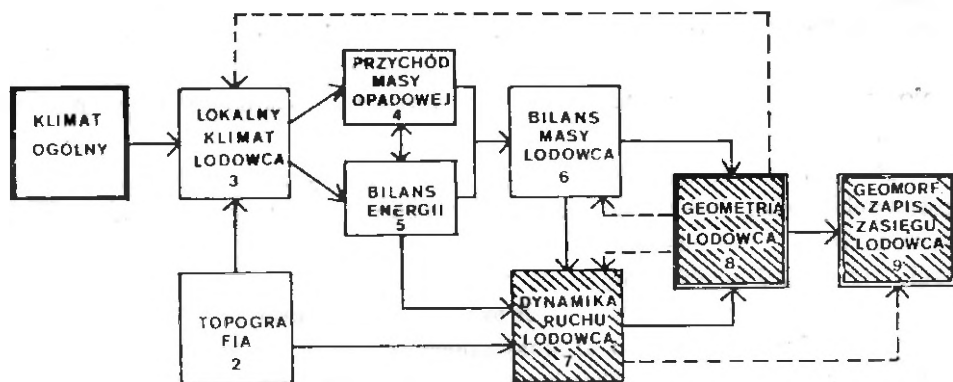 KLIMAT
OGÓLNY
LOKALNY
KLIMAT
LODOWCA
3
PRZYCHÓD
MASY
OPADOWEJ
4
BILANS
ENERGII
5
BILANS
MASY
LODOWCA
6
TOPOGRA
FIA
2
DYNAMIKA
RUCHU
LODOWCA
7
GEOMETRIA
LODOWCA
8
GEOMORF.
ZAPIS
ZASIĘGU
LODOWCA
9